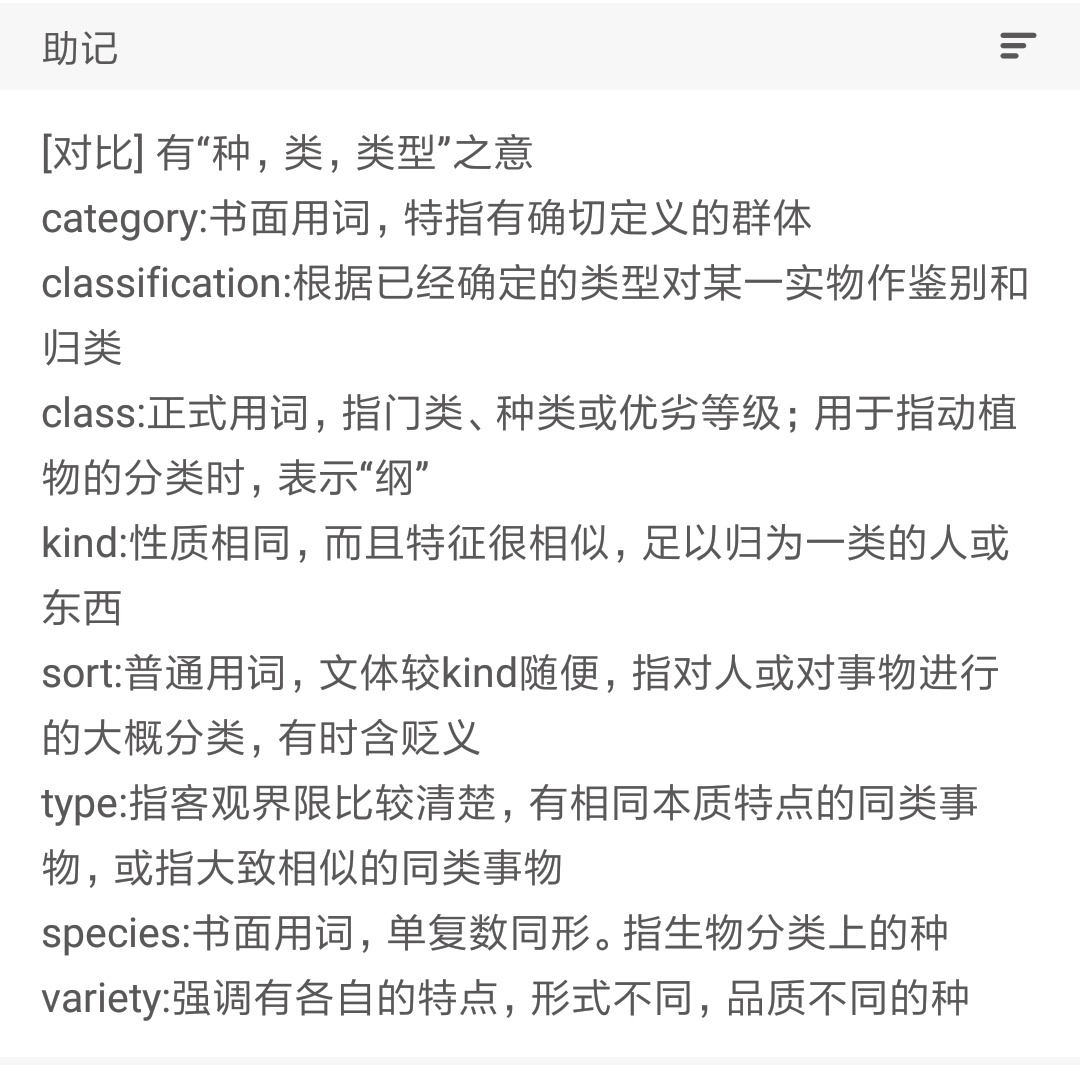 助记
[对比] 有“种，类，类型”之意
category:书面用词，特指有确切定义的群体
classification:根据已经确定的类型对某一实物作鉴别和
归类
class:正式用词，指门类、种类或优劣等级；用于指动植
物的分类时，表示“纲”
kind:性质相同，而且特征很相似，足以归为一类的人或
东西
sort:普通用词，文体较kind随便，指对人或对事物进行
的大概分类，有时含贬义
type:指客观界限比较清楚，有相同本质特点的同类事
物，或指大致相似的同类事物
species:书面用词，单复数同形。指生物分类上的种
variety:强调有各自的特点，形式不同，品质不同的种